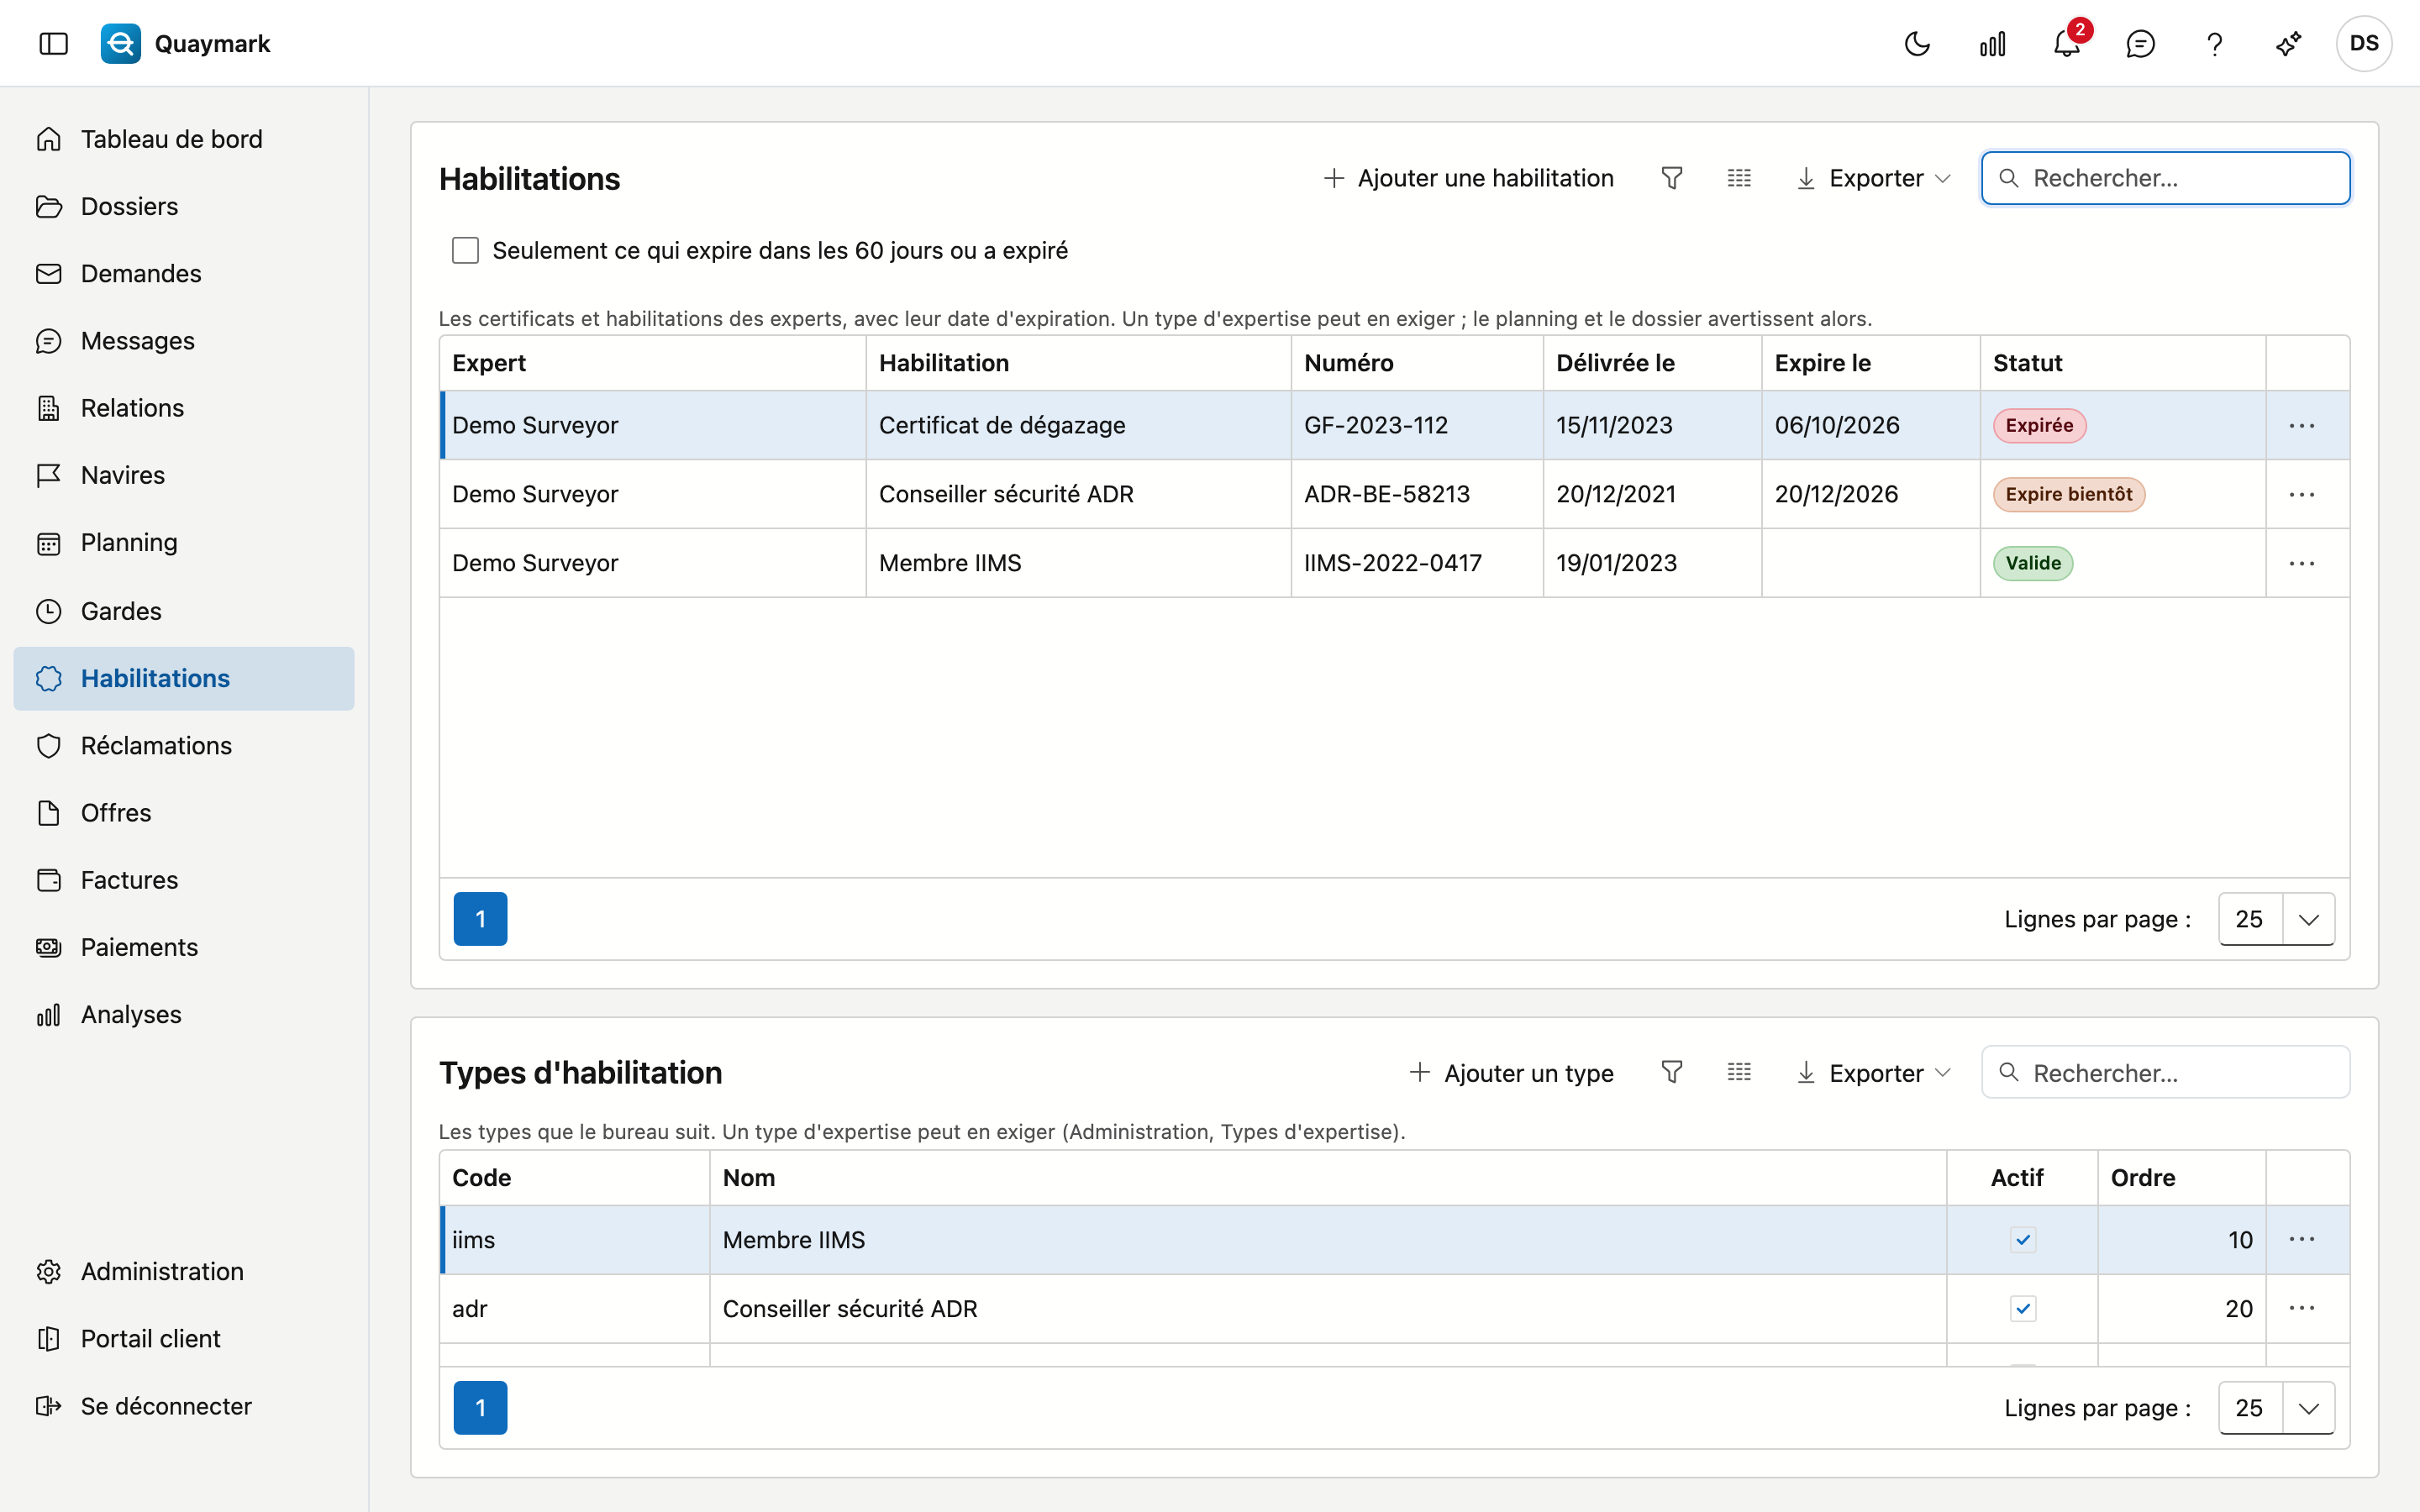 Quaymark
2
DS
Tableau de bord
Dossiers
Demandes
Messages
Relations
Navires
Planning
Gardes
Habilitations
Réclamations
Offres
Factures
Paiements
Analyses
Administration
Portail client
Se déconnecter
Habilitations
Ajouter une habilitation
Exporter
Rechercher...
Seulement ce qui expire dans les 60 jours ou a expiré
Les certificats et habilitations des experts, avec leur date d'expiration. Un type d'expertise peut en exiger ; le planning et le dossier avertissent alors.
Expert Habilitation Numéro Délivrée le Expire le Statut
Demo Surveyor Certificat de dégazage GF-2023-112 15/11/2023 06/10/2026 Expirée
Demo Surveyor Conseiller sécurité ADR ADR-BE-58213 20/12/2021 20/12/2026 Expire bientôt
Demo Surveyor Membre IIMS IIMS-2022-0417 19/01/2023 Valide
1 Lignes par page : 25
Types d'habilitation
Ajouter un type
Exporter
Rechercher...
Les types que le bureau suit. Un type d'expertise peut en exiger (Administration, Types d'expertise).
Code Nom Actif Ordre
iims Membre IIMS 10
adr Conseiller sécurité ADR 20
1 Lignes par page : 25